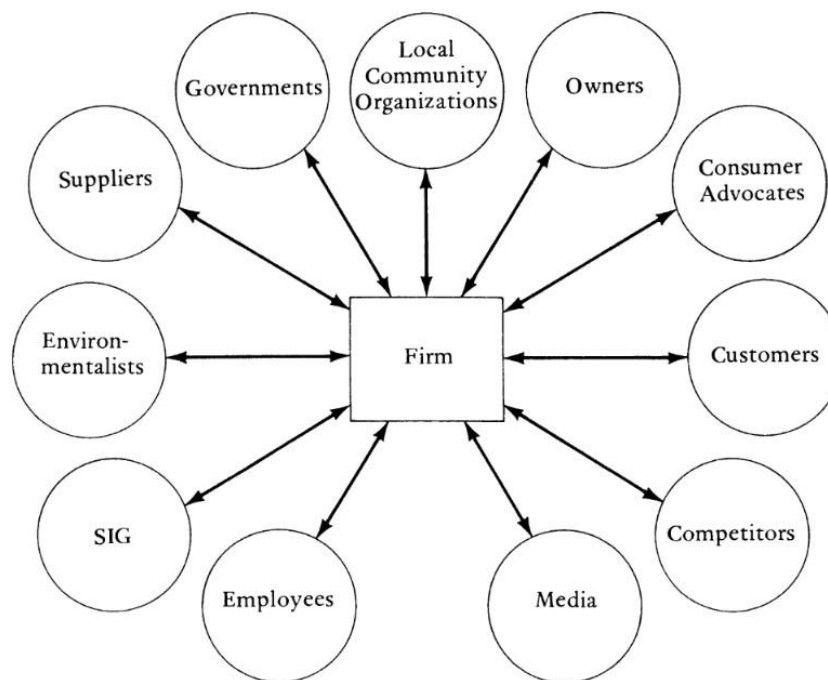 Governments
Local
Community
Organizations
Owners
Suppliers
Consumer
Advocates
Environ-
mentalists
Firm
Customers
SIG
Competitors
Employees
Media